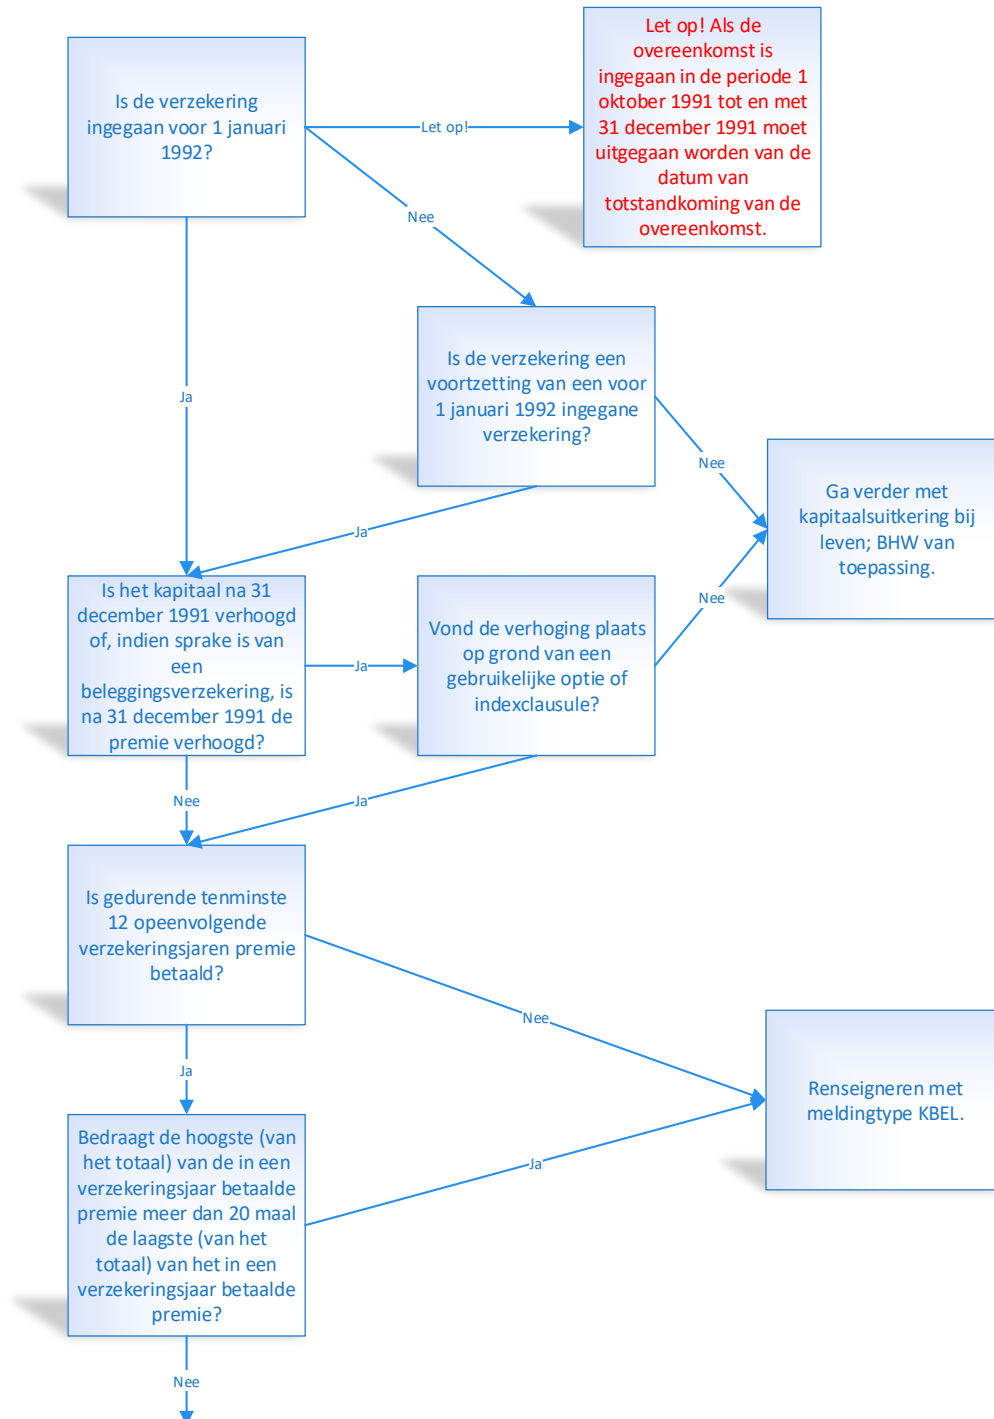 Let op! Als de
overeenkomst is
ingegaan in de periode 1
oktober 1991 tot en met
31 december 1991 moet
uitgegaan worden van de
datum van
totstandkoming van de
overeenkomst.
Is de verzekering
ingegaan voor 1 januari
1992?
Let op!
Nee
Ja
Is de verzekering een
voortzetting van een voor
1 januari 1992 ingegane
verzekering?
Nee
Ja
Ga verder met
kapitaalsuitkering bij
leven; BHW van
toepassing.
Is het kapitaal na 31
december 1991 verhoogd
of, indien sprake is van
een
beleggingsverzekering, is
na 31 december 1991 de
premie verhoogd?
Ja
Nee
Vond de verhoging plaats
op grond van een
gebruikelijke optie of
indexclausule?
Nee
Ja
Is gedurende tenminste
12 opeenvolgende
verzekeringsjaren premie
betaald?
Nee
Ja
Renseigneren met
meldingtype KBEL.
Bedraagt de hoogste (van
het totaal) van de in een
verzekeringsjaar betaalde
premie meer dan 20 maal
de laagste (van het
totaal) van het in een
verzekeringsjaar betaalde
premie?
Ja
Nee